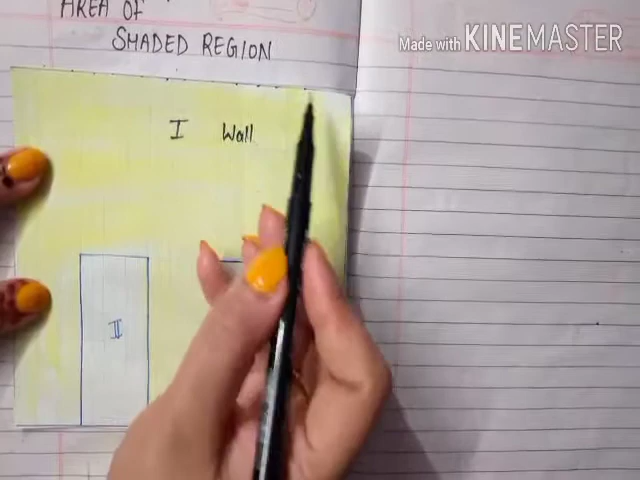 AREA OF
SHADED REGION
Made with KINEMASTER
I Wall
II